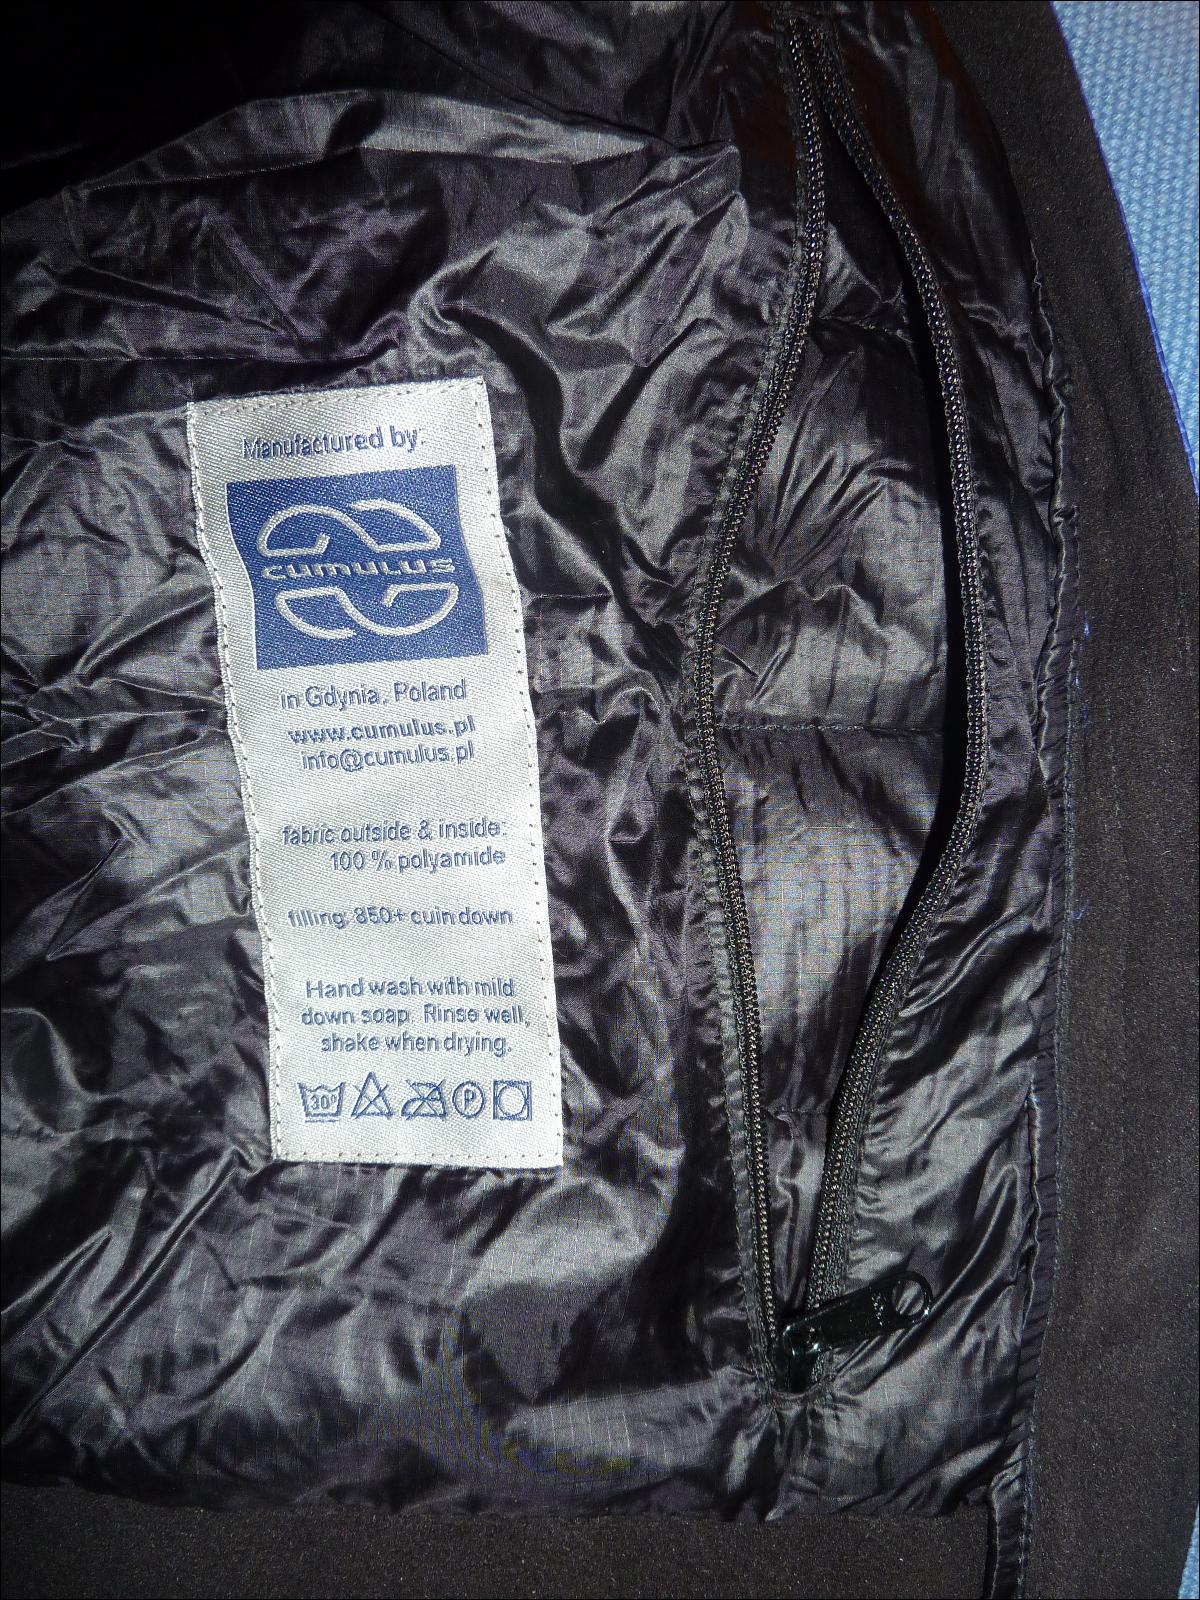 Manufactured by:
cumulus
in Gdynia, Poland
www.cumulus.pl
info@cumulus.pl
fabric outside & inside:
100 % polyamide
filling: 850+ cuin down
Hand wash with mild
down soap. Rinse well,
shake when drying.
30° P